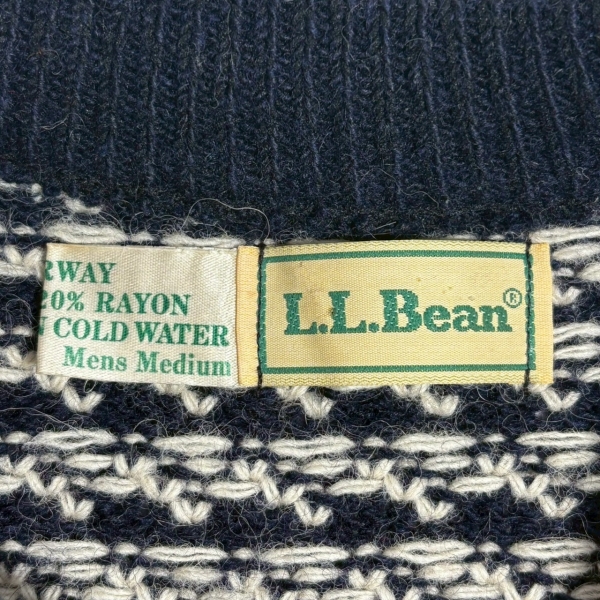 RWAY
20% RAYON
N COLD WATER
Mens Medium
L.L.Bean®